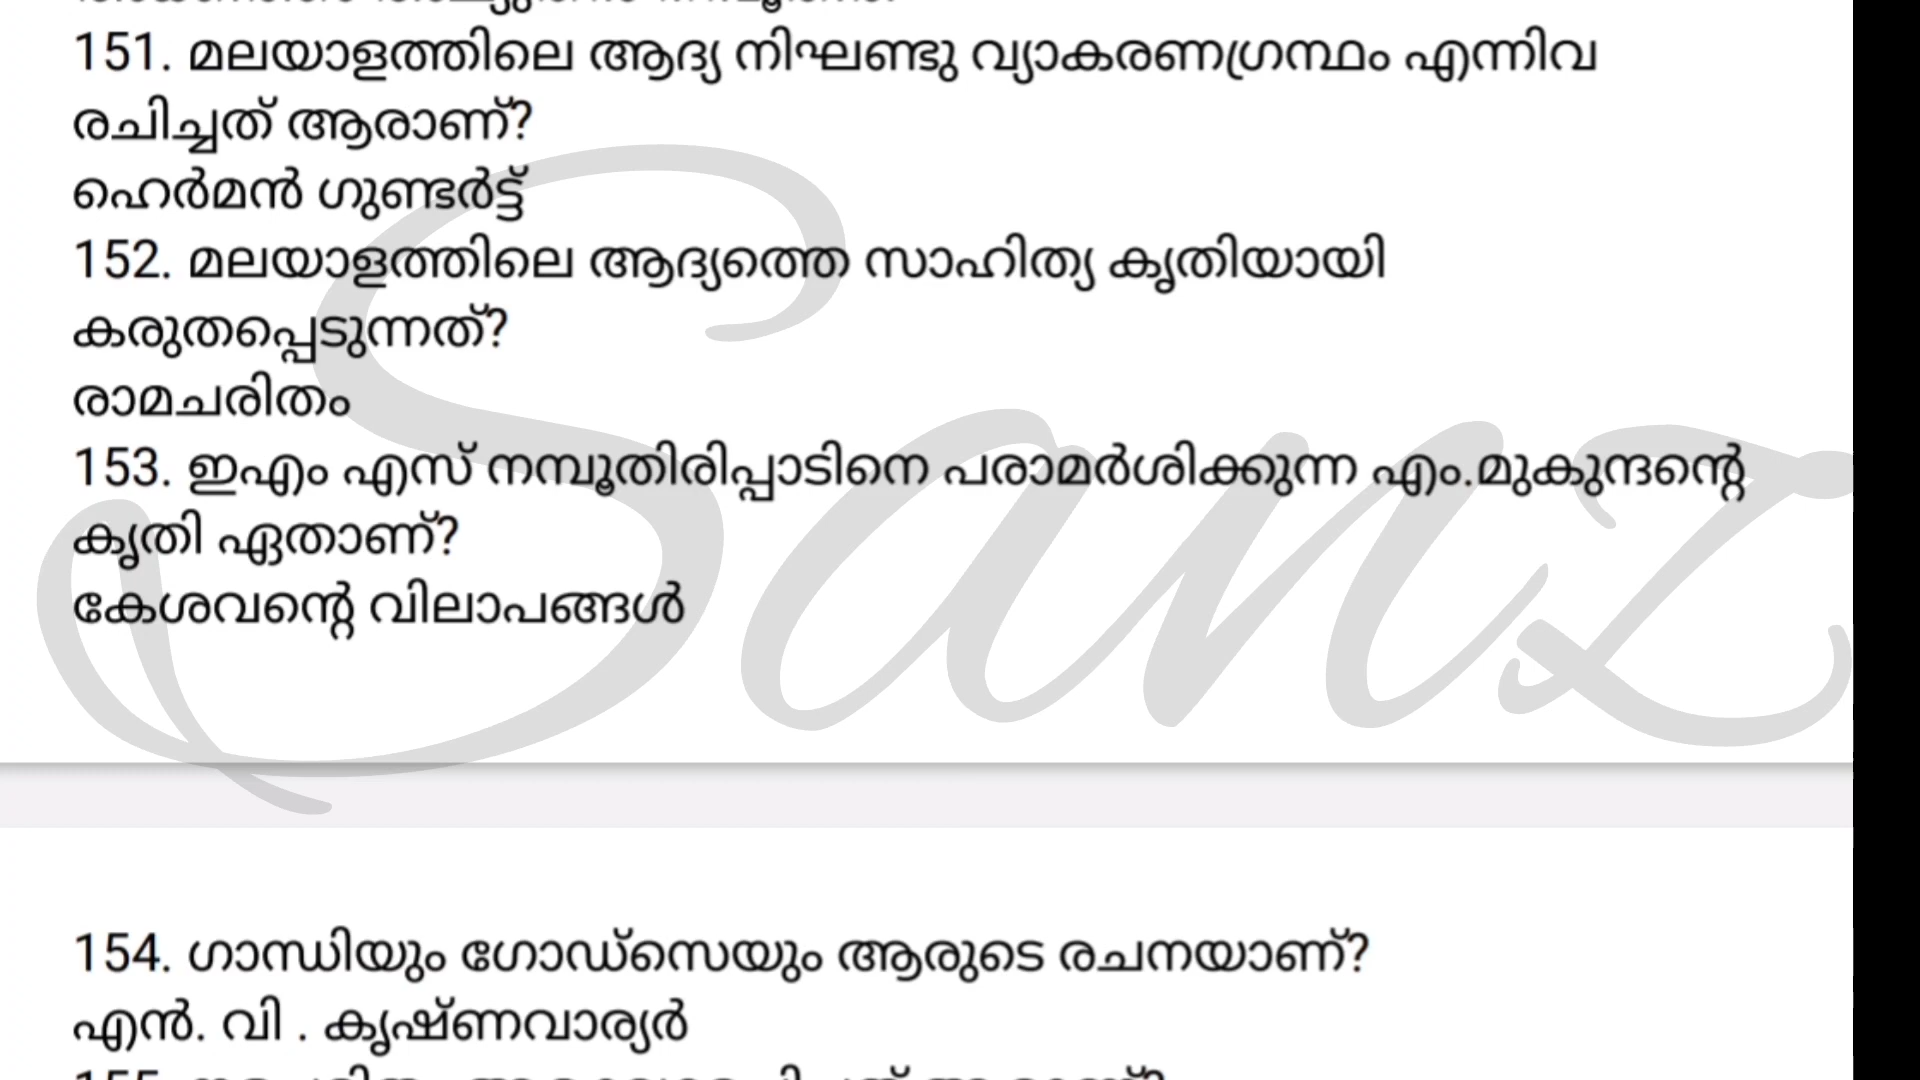 151. മലയാളത്തിലെ ആദ്യ നിഘണ്ടു വ്യാകരണഗ്രന്ഥം എന്നിവ
രചിച്ചത് ആരാണ്?
ഹെർമൻ ഗുണ്ടർട്ട്
152. മലയാളത്തിലെ ആദ്യത്തെ സാഹിത്യ കൃതിയായി
കരുതപ്പെടുന്നത്?
രാമചരിതം
153. ഇഎം എസ് നമ്പൂതിരിപ്പാടിനെ പരാമർശിക്കുന്ന എം.മുകുന്ദന്റെ
കൃതി ഏതാണ്?
കേശവന്റെ വിലാപങ്ങൾ
Sanz
154. ഗാന്ധിയും ഗോഡ്സെയും ആരുടെ രചനയാണ്?
എൻ. വി . കൃഷ്ണവാര്യർ